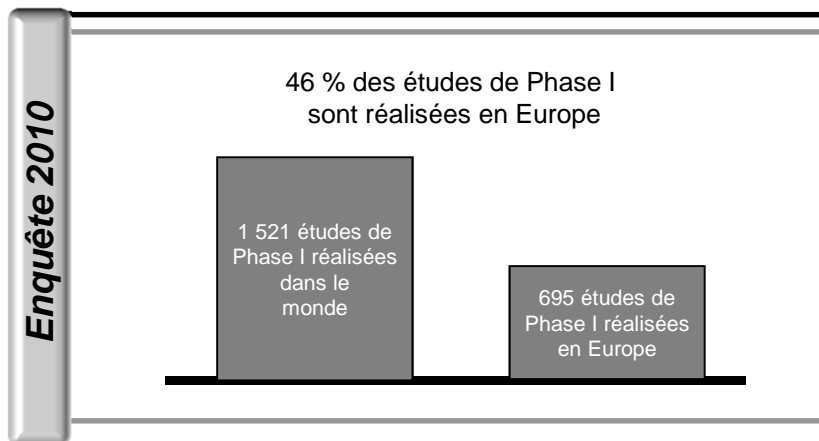 Enquête 2010
46 % des études de Phase I
sont réalisées en Europe
1 521 études de
Phase I réalisées
dans le
monde
695 études de
Phase I réalisées
en Europe